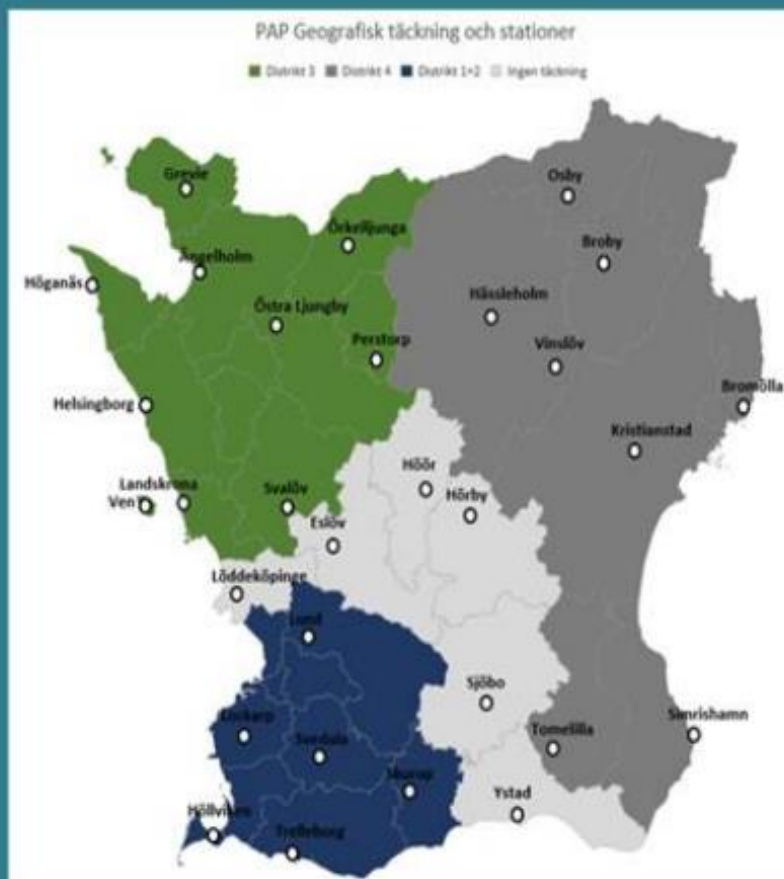 PAP Geografisk täckning och stationer
Distrikt 3 Distrikt 4 Distrikt 1+2 Ingen täckning
Grevie
Osby
Örkelljunga
Broby
Ängelholm
Höganäs
Hässleholm
Östra Ljungby
Perstorp
Vinslöv
Bromölla
Helsingborg
Kristianstad
Höör
Landskrona
Svalöv
Ven
Hörby
Eslöv
Löddeköpinge
Lund
Sjöbo
Lockarp
Tomelilla
Simrishamn
Svedala
Skurup
Ystad
Höllviken
Trelleborg